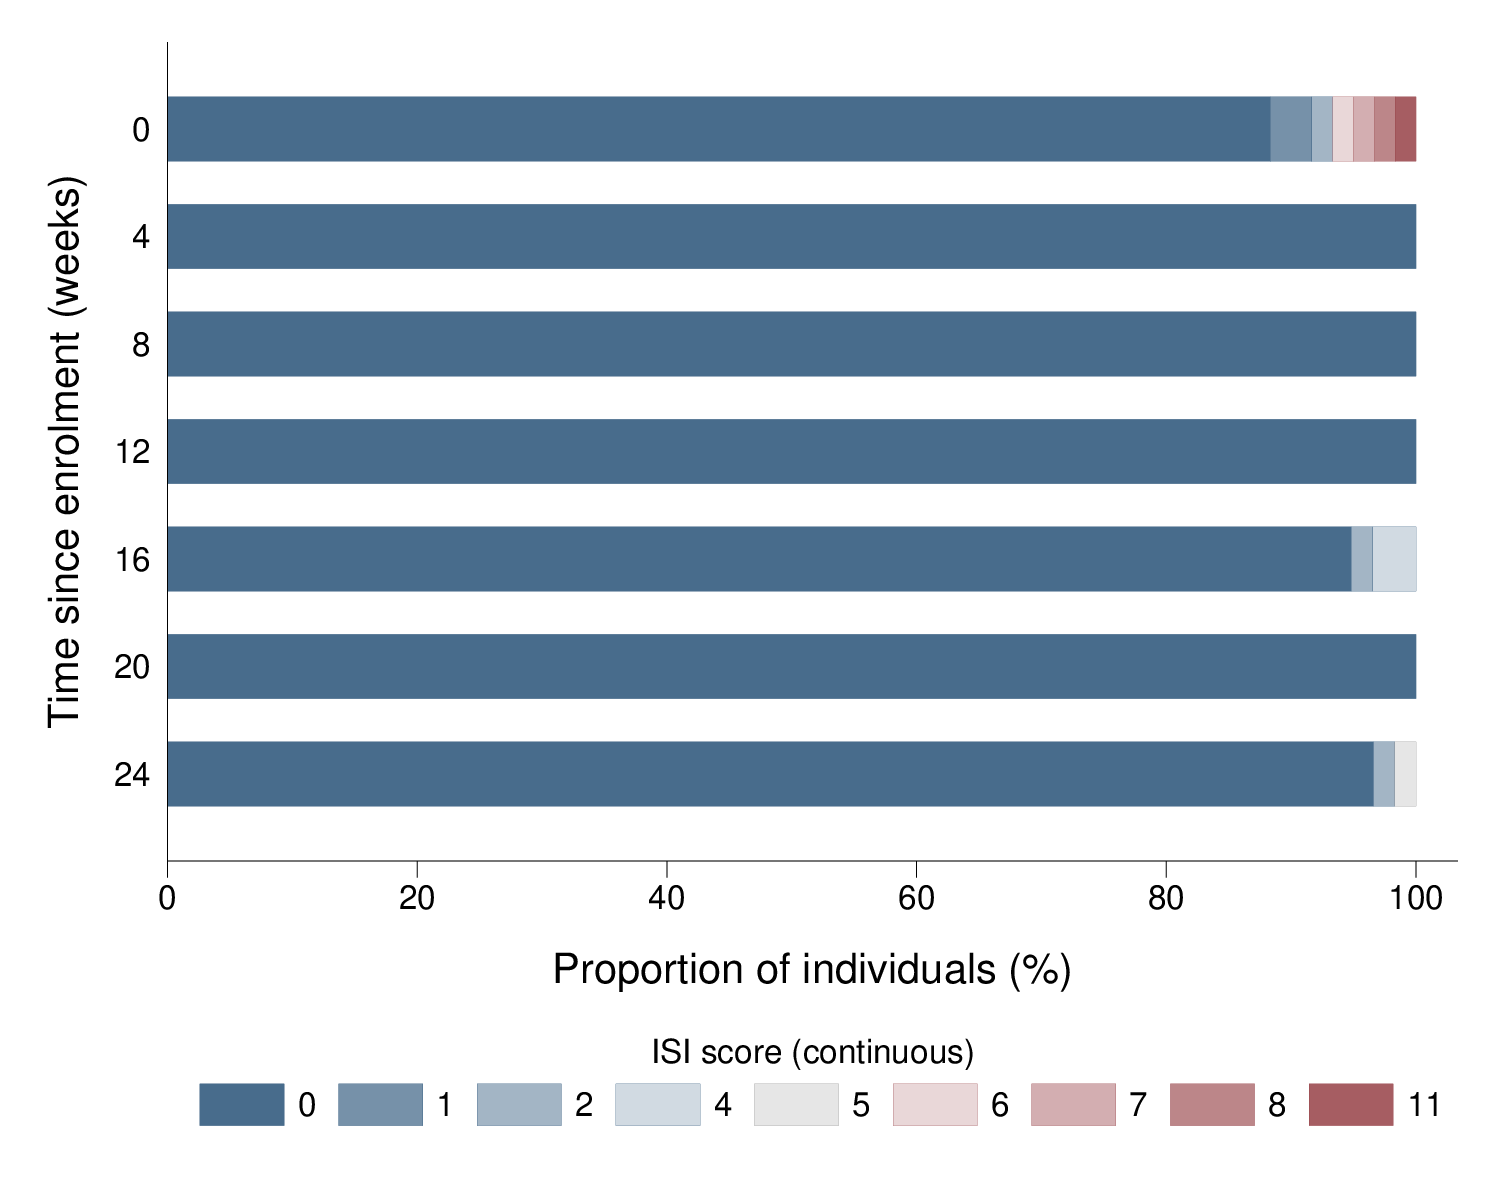 Time since enrolment (weeks)
0
4
8
12
16
20
24
0 20 40 60 80 100
Proportion of individuals (%)
ISI score (continuous)
0 1 2 4 5 6 7 8 11